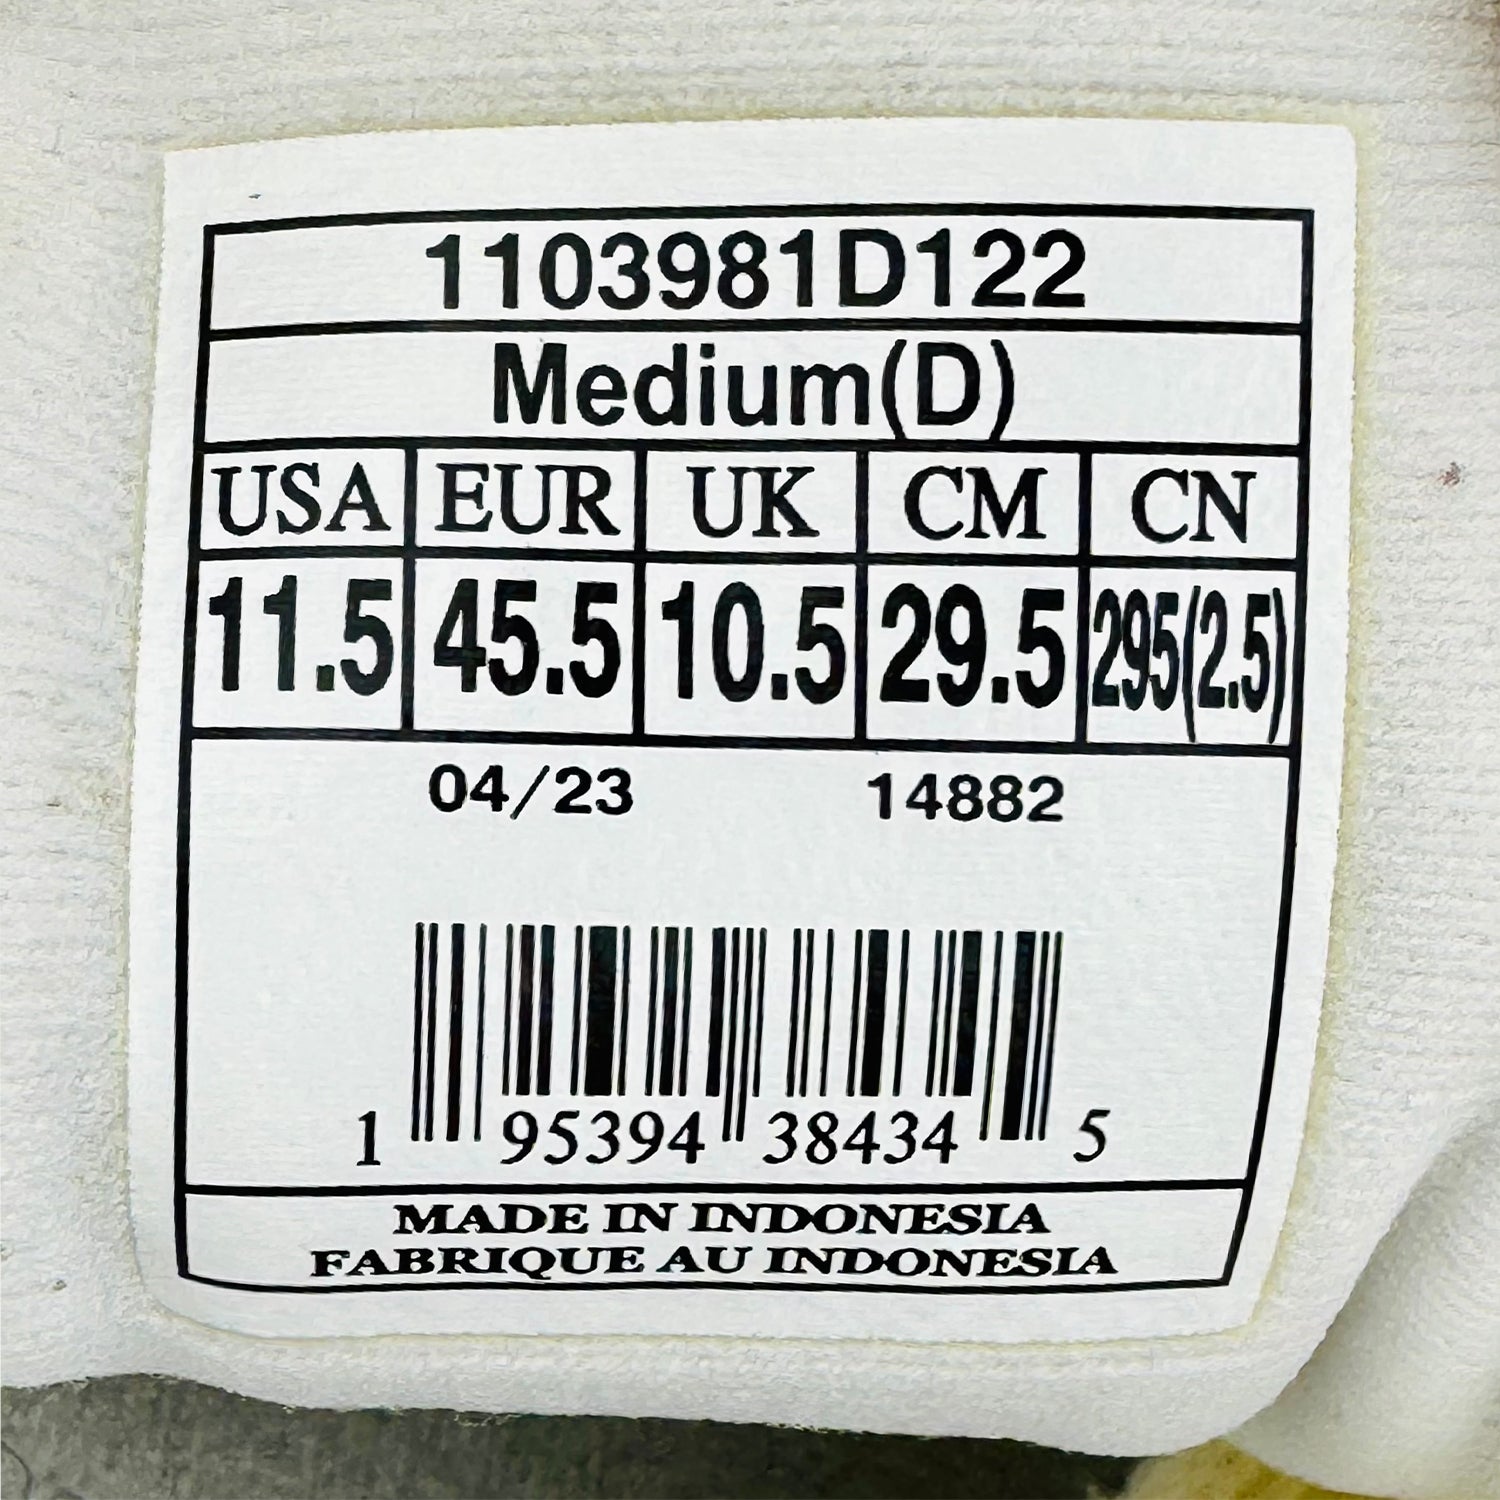 1103981D122
Medium(D)
USA EUR UK CM CN
11.5 45.5 10.5 29.5 295(2.5)
04/23 14882
1 95394 38434 5
MADE IN INDONESIA
FABRIQUE AU INDONESIA